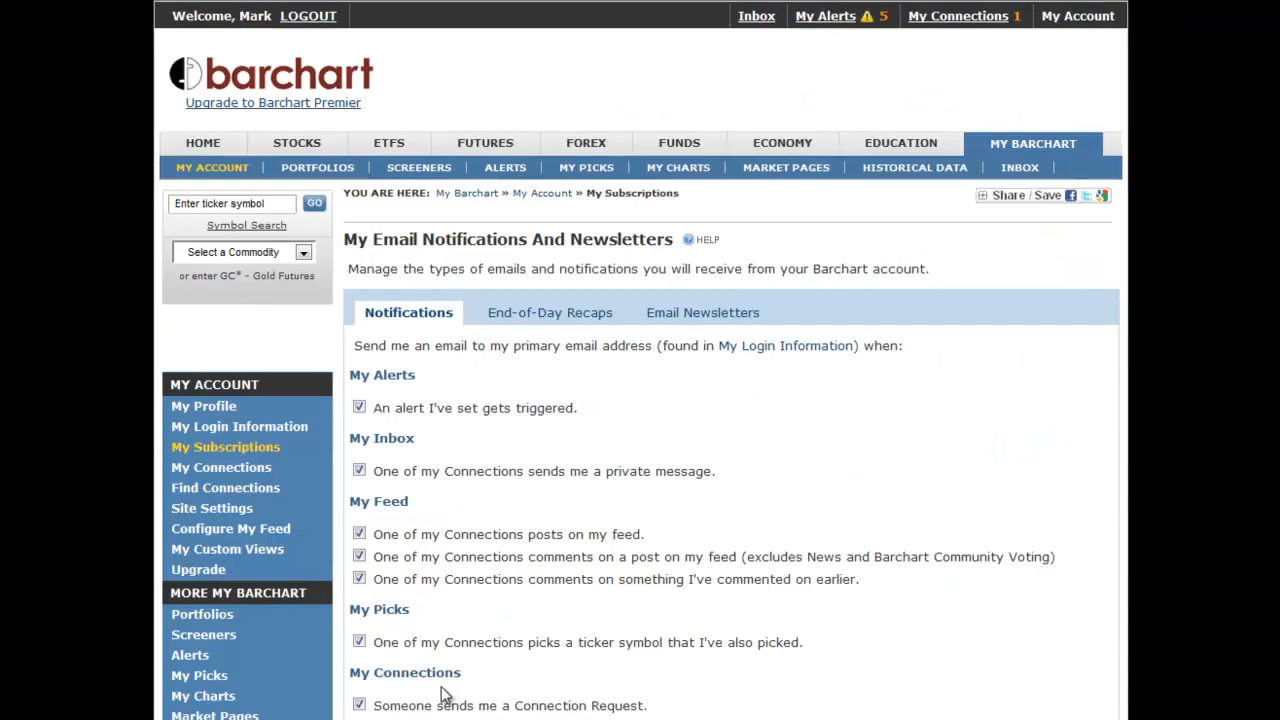 Welcome, Mark LOGOUT
Inbox My Alerts 5 My Connections 1 My Account
barchart
Upgrade to Barchart Premier
HOME STOCKS ETFS FUTURES FOREX FUNDS ECONOMY EDUCATION MY BARCHART
MY ACCOUNT PORTFOLIOS SCREENERS ALERTS MY PICKS MY CHARTS MARKET PAGES HISTORICAL DATA INBOX
Enter ticker symbol GO
Symbol Search
Select a Commodity
or enter GC* - Gold Futures
YOU ARE HERE: My Barchart » My Account » My Subscriptions
Share / Save
My Email Notifications And Newsletters ? HELP
Manage the types of emails and notifications you will receive from your Barchart account.
Notifications End-of-Day Recaps Email Newsletters
Send me an email to my primary email address (found in My Login Information) when:
My Alerts
An alert I've set gets triggered.
My Inbox
One of my Connections sends me a private message.
My Feed
One of my Connections posts on my feed.
One of my Connections comments on a post on my feed (excludes News and Barchart Community Voting)
One of my Connections comments on something I've commented on earlier.
My Picks
One of my Connections picks a ticker symbol that I've also picked.
My Connections
Someone sends me a Connection Request.
MY ACCOUNT
My Profile
My Login Information
My Subscriptions
My Connections
Find Connections
Site Settings
Configure My Feed
My Custom Views
Upgrade
MORE MY BARCHART
Portfolios
Screeners
Alerts
My Picks
My Charts
Market Pages